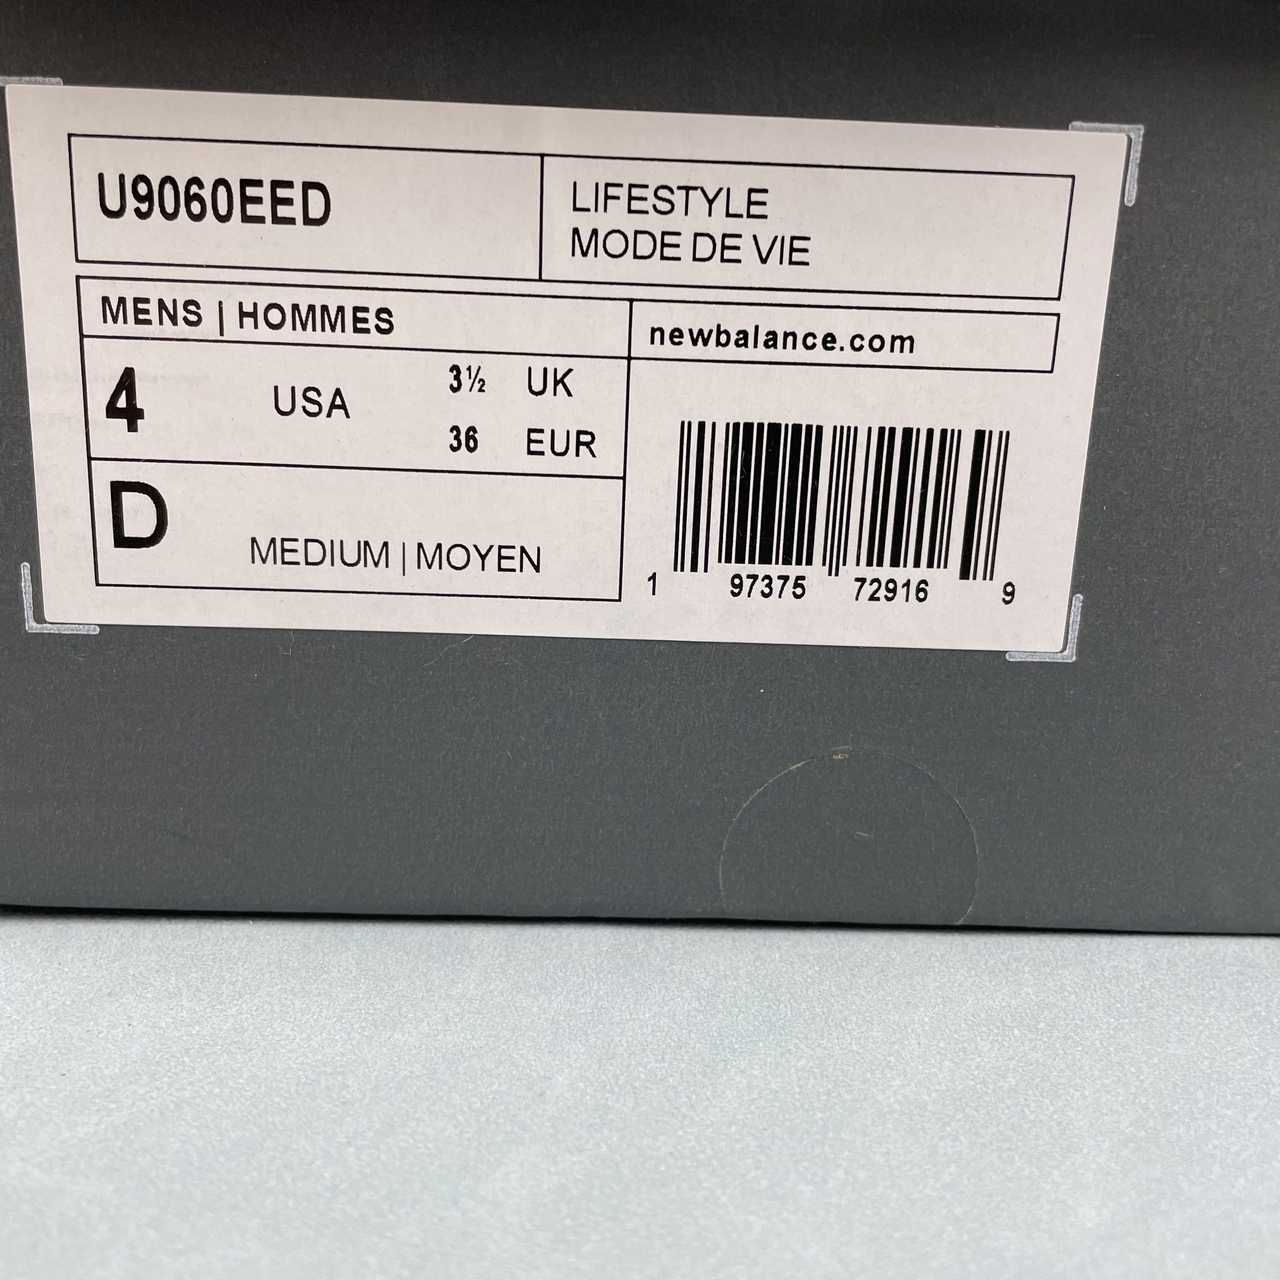 U9060EED
LIFESTYLE
MODE DE VIE
MENS | HOMMES
newbalance.com
4 USA 3½ UK
36 EUR
D MEDIUM | MOYEN
1 97375 72916 9